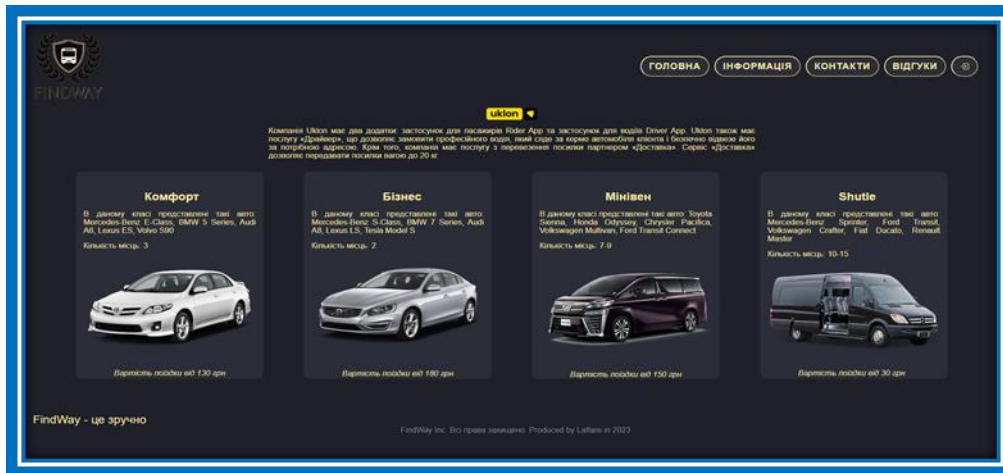 FINDWAY
ГОЛОВНА
ІНФОРМАЦІЯ
КОНТАКТИ
ВІДГУКИ
uklon
Компанія Uklon має два додатки: застосунок для пасажирів Rider App та застосунок для водіїв Driver App. Uklon також має
послугу «Драйвер», що дозволяє замовити професійного водія, який сяде за кермо автомобіля клієнта і безпечно відвезе його
за потрібною адресою. Крім того, компанія має послугу з перевезення посилки партнером «Доставка». Сервіс «Доставка»
дозволяє передавати посилки вагою до 20 кг.
Комфорт
В даному класі представлені такі авто:
Mercedes-Benz E-Class, BMW 5 Series, Audi
A6, Lexus ES, Volvo S90
Кількість місць: 3
Вартість поїздки від 130 грн
Бізнес
В даному класі представлені такі авто:
Mercedes-Benz S-Class, BMW 7 Series, Audi
A8, Lexus LS, Tesla Model S
Кількість місць: 2
Вартість поїздки від 180 грн
Мінівен
В даному класі представлені такі авто: Toyota
Sienna, Honda Odyssey, Chrysler Pacifica,
Volkswagen Multivan, Ford Transit Connect
Кількість місць: 7-9
Вартість поїздки від 150 грн
Shutle
В даному класі представлені такі авто:
Mercedes-Benz Sprinter, Ford Transit,
Volkswagen Crafter, Fiat Ducato, Renault
Master
Кількість місць: 10-15
Вартість поїздки від 30 грн
FindWay - це зручно
FindWay Inc. Всі права захищено. Produced by Laffare in 2023